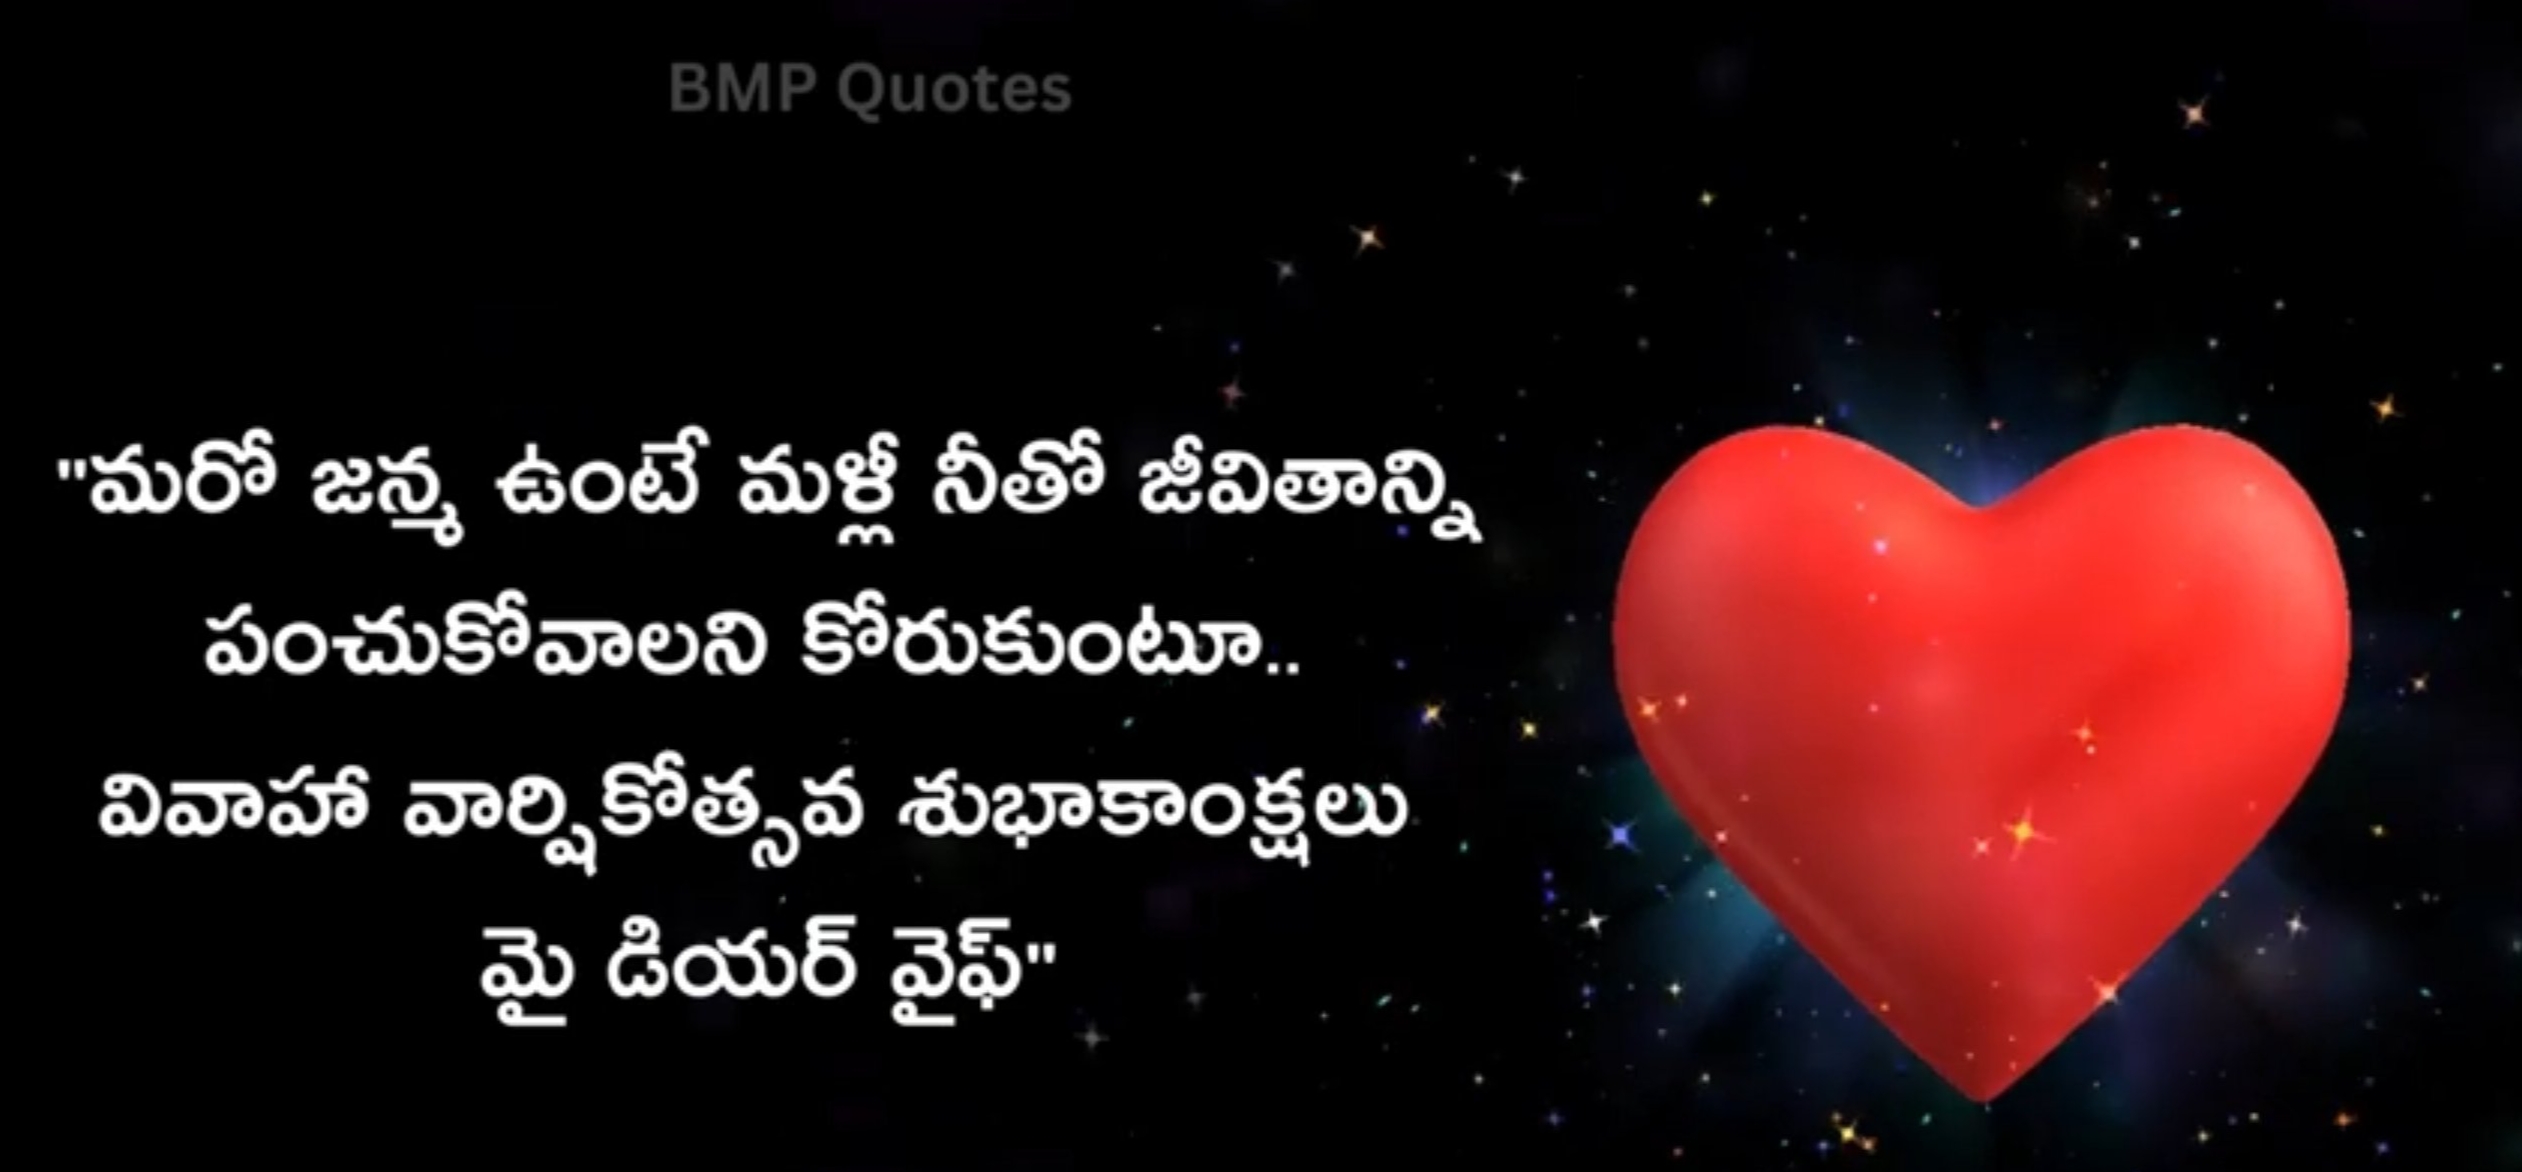 BMP Quotes
"మరో జన్మ ఉంటే మళ్లీ నీతో జీవితాన్ని
పంచుకోవాలని కోరుకుంటూ..
వివాహా వార్షికోత్సవ శుభాకాంక్షలు
మై డియర్ వైఫ్"